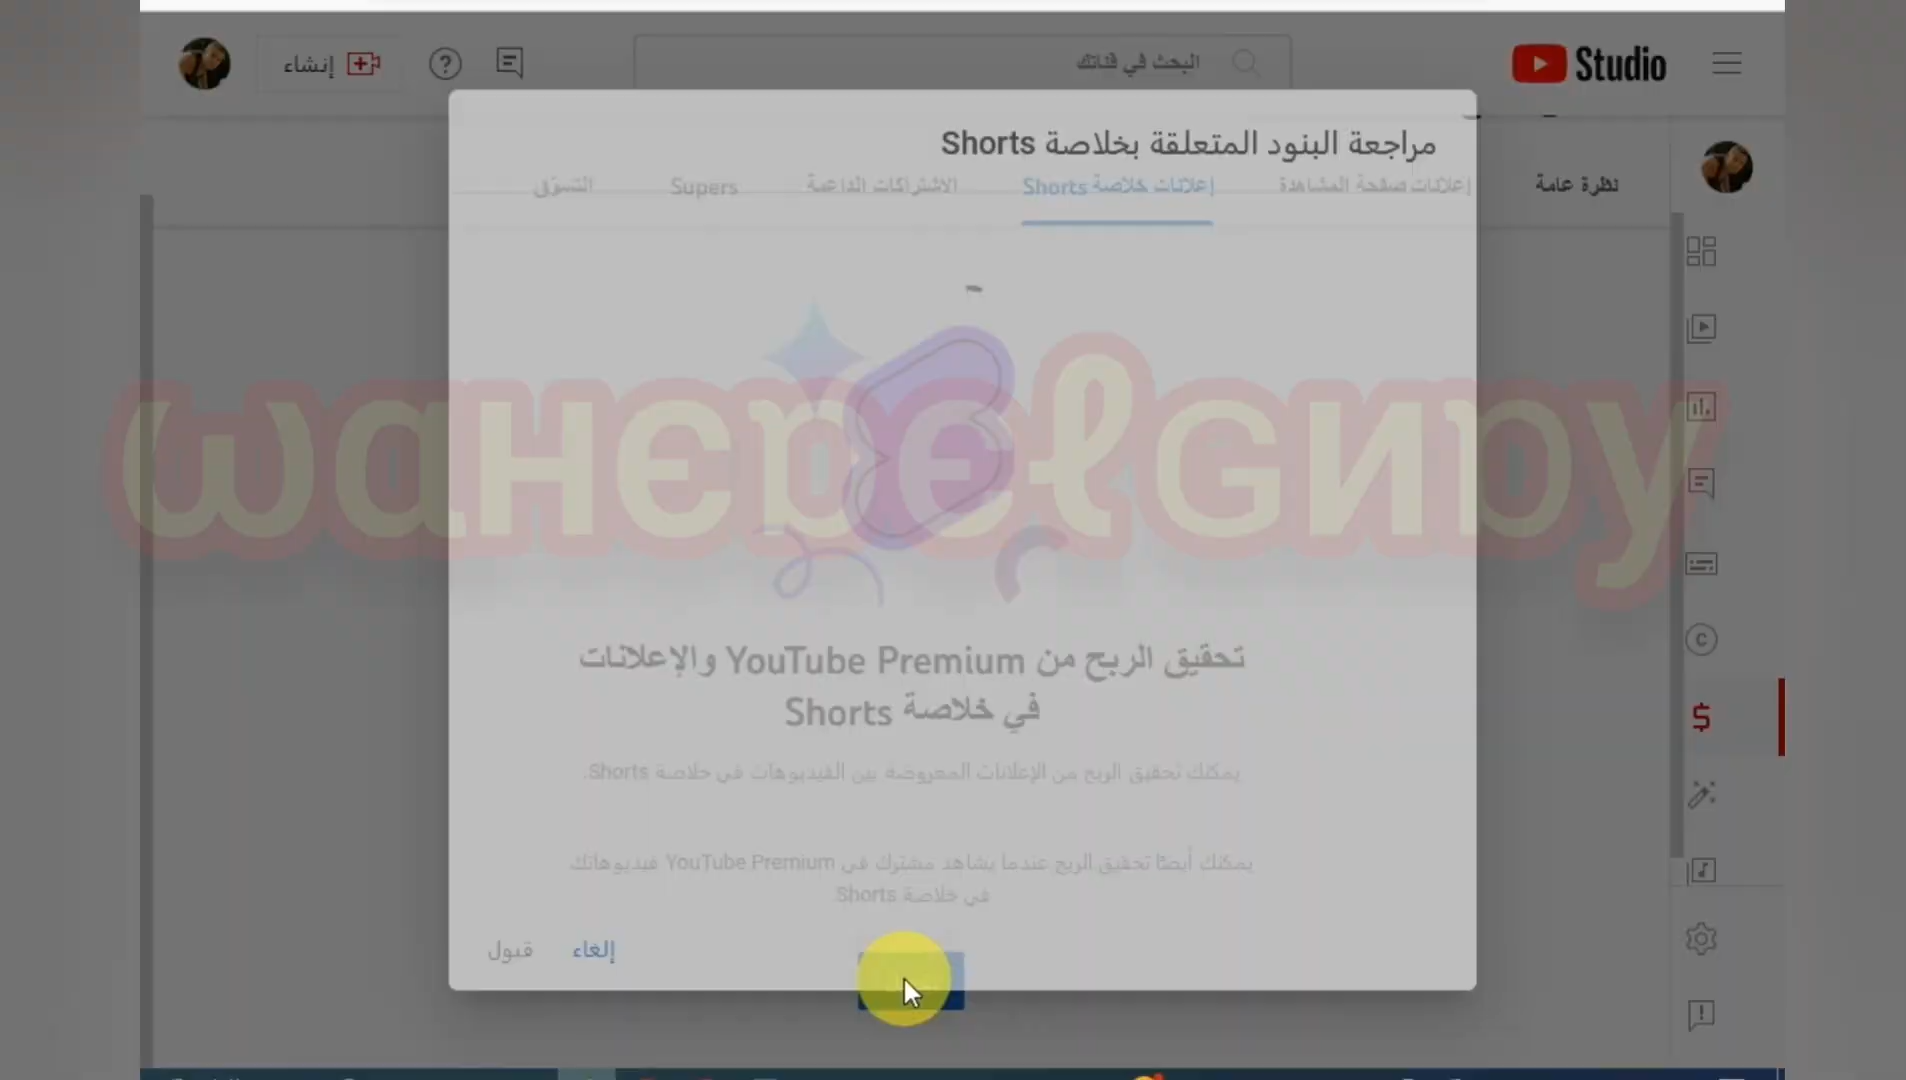 إنشاء
البحث في قناتك
Studio
مراجعة البنود المتعلقة بخلاصة Shorts
نظرة عامة
إعلانات صفحة المشاهدة
إعلانات خلاصة Shorts
الاشتراكات الداعمة
Supers
التسوّق
ωαнєɒєℓɢиɒу
تحقيق الربح من YouTube Premium والإعلانات
في خلاصة Shorts
يمكنك تحقيق الربح من الإعلانات المعروضة بين الفيديوهات في خلاصة Shorts.
يمكنك أيضًا تحقيق الربح عندما يشاهد مشترك في YouTube Premium فيديوهاتك
في خلاصة Shorts
إلغاء
قبول